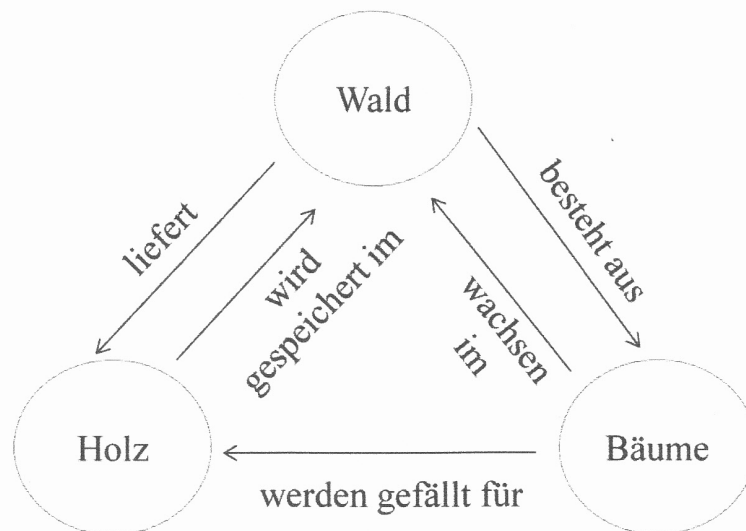 Wald
liefert
wird
gespeichert im
wachsen
im
besteht aus
Holz
Bäume
werden gefällt für